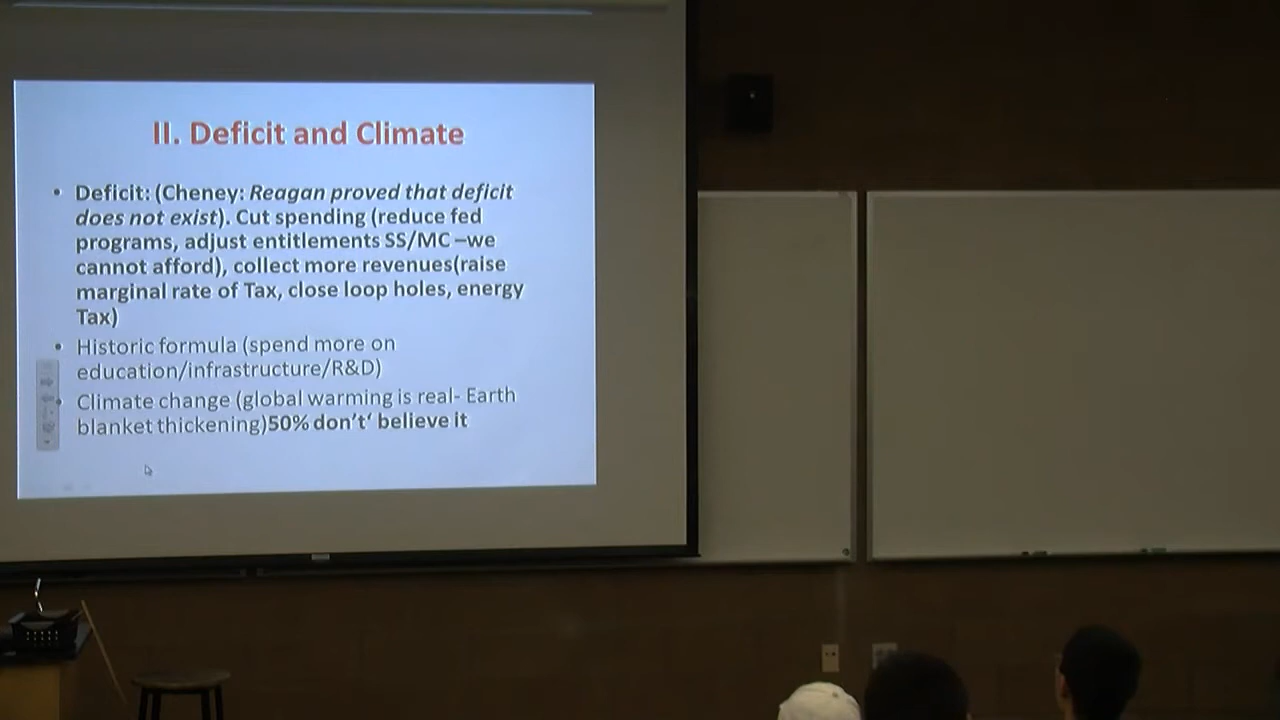 II. Deficit and Climate
• Deficit: (Cheney: Reagan proved that deficit
does not exist). Cut spending (reduce fed
programs, adjust entitlements SS/MC –we
cannot afford), collect more revenues(raise
marginal rate of Tax, close loop holes, energy
Tax)
• Historic formula (spend more on
education/infrastructure/R&D)
• Climate change (global warming is real- Earth
blanket thickening)50% don't‘ believe it